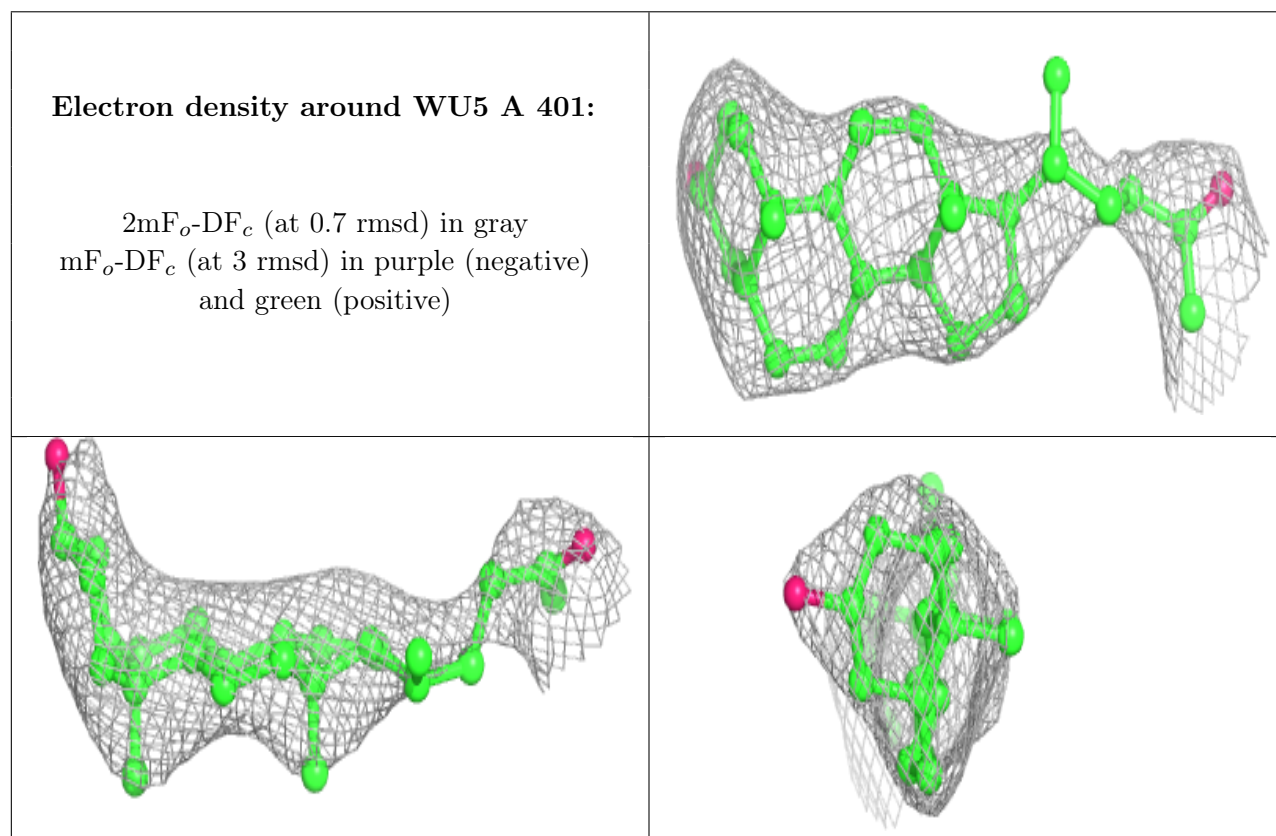 Electron density around WU5 A 401:
2mFo-DFc (at 0.7 rmsd) in gray
mFo-DFc (at 3 rmsd) in purple (negative)
and green (positive)